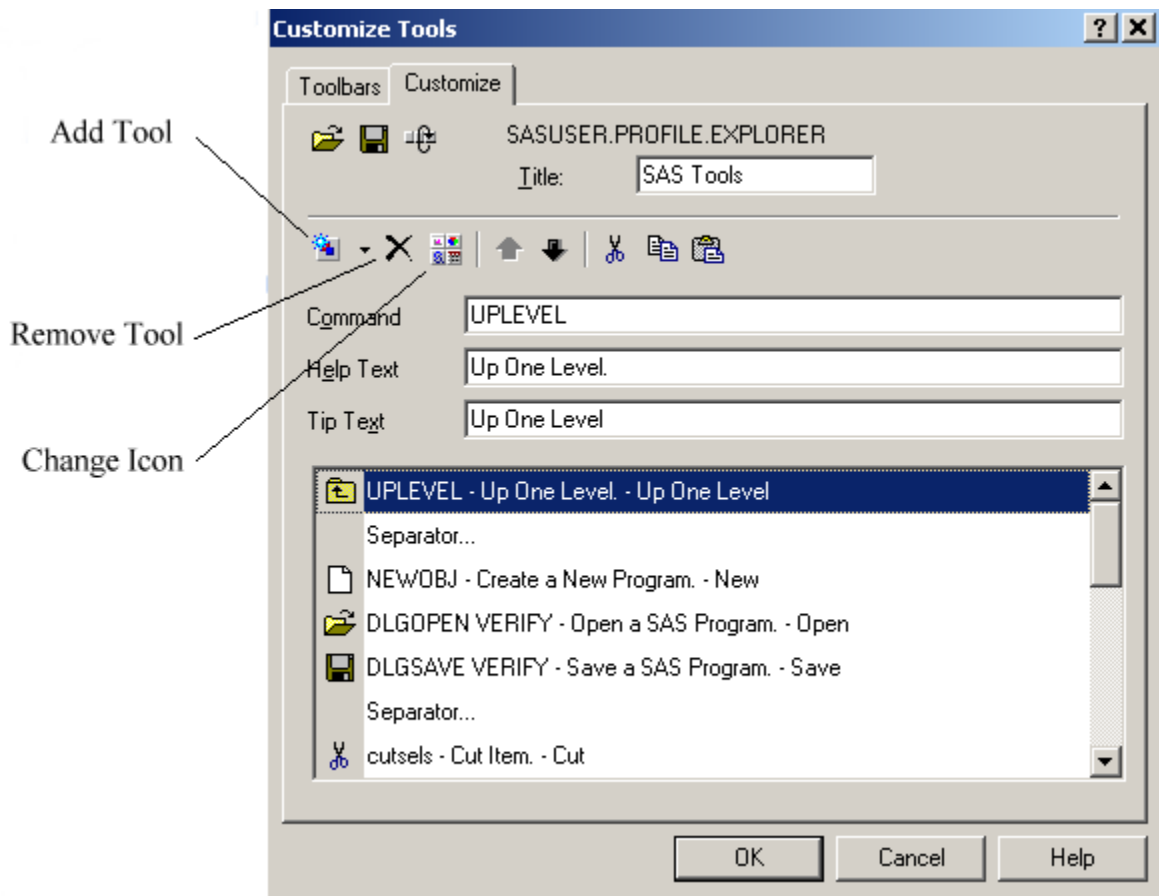 Customize Tools
Toolbars Customize
Add Tool
SASUSER.PROFILE.EXPLORER
Title: SAS Tools
Remove Tool
Command UPLEVEL
Help Text Up One Level.
Tip Text Up One Level
Change Icon
UPLEVEL - Up One Level. - Up One Level
Separator...
NEWOBJ - Create a New Program. - New
DLGOPEN VERIFY - Open a SAS Program. - Open
DLGSAVE VERIFY - Save a SAS Program. - Save
Separator...
cutsels - Cut Item. - Cut
OK Cancel Help